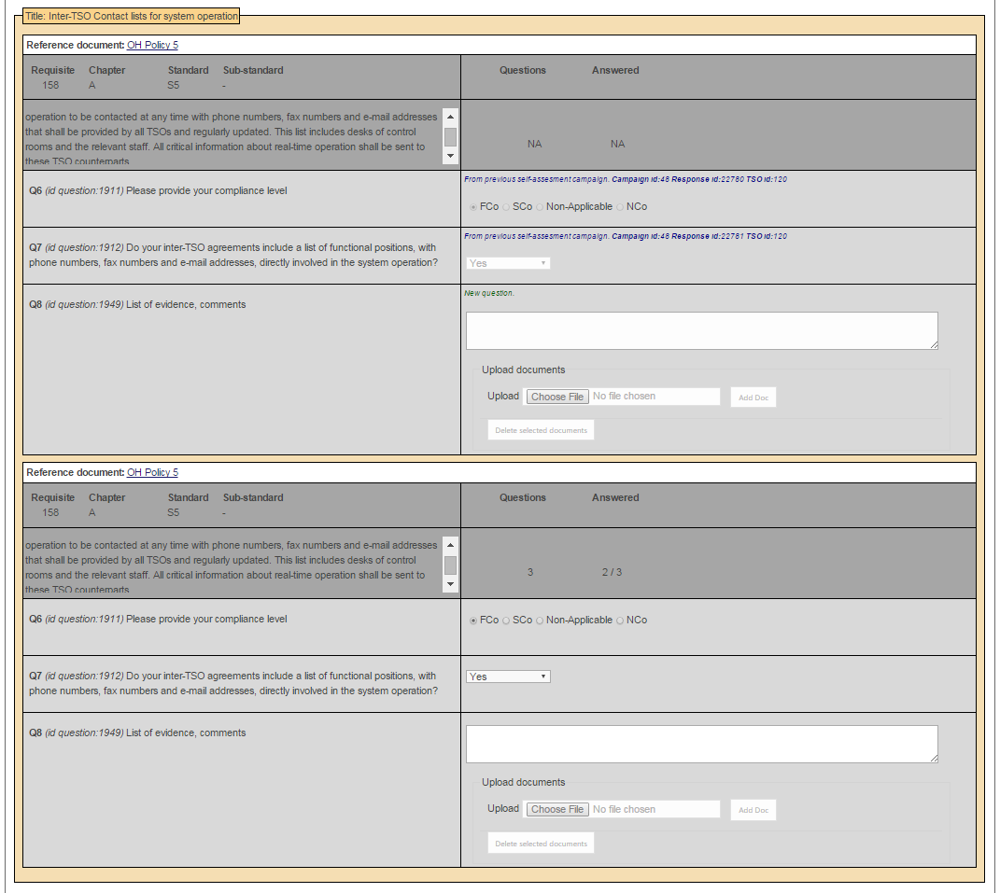 Title: Inter-TSO Contact lists for system operation
Reference document: OH Policy 5
Requisite Chapter Standard Sub-standard Questions Answered
158 A S5 -
operation to be contacted at any time with phone numbers, fax numbers and e-mail addresses
that shall be provided by all TSOs and regularly updated. This list includes desks of control
rooms and the relevant staff. All critical information about real-time operation shall be sent to
these TSO counterparts
NA NA
Q6 (id question:1911) Please provide your compliance level
From previous self-assesment campaign. Campaign id:48 Response id:22780 TSO id:120
FCo SCo Non-Applicable NCo
Q7 (id question:1912) Do your inter-TSO agreements include a list of functional positions, with
phone numbers, fax numbers and e-mail addresses, directly involved in the system operation?
From previous self-assesment campaign. Campaign id:48 Response id:22781 TSO id:120
Yes
Q8 (id question:1949) List of evidence, comments
New question.
Upload documents
Upload Choose File No file chosen Add Doc
Delete selected documents
Reference document: OH Policy 5
Requisite Chapter Standard Sub-standard Questions Answered
158 A S5 -
operation to be contacted at any time with phone numbers, fax numbers and e-mail addresses
that shall be provided by all TSOs and regularly updated. This list includes desks of control
rooms and the relevant staff. All critical information about real-time operation shall be sent to
these TSO counterparts
3 2 / 3
Q6 (id question:1911) Please provide your compliance level
FCo SCo Non-Applicable NCo
Q7 (id question:1912) Do your inter-TSO agreements include a list of functional positions, with
phone numbers, fax numbers and e-mail addresses, directly involved in the system operation?
Yes
Q8 (id question:1949) List of evidence, comments
Upload documents
Upload Choose File No file chosen Add Doc
Delete selected documents